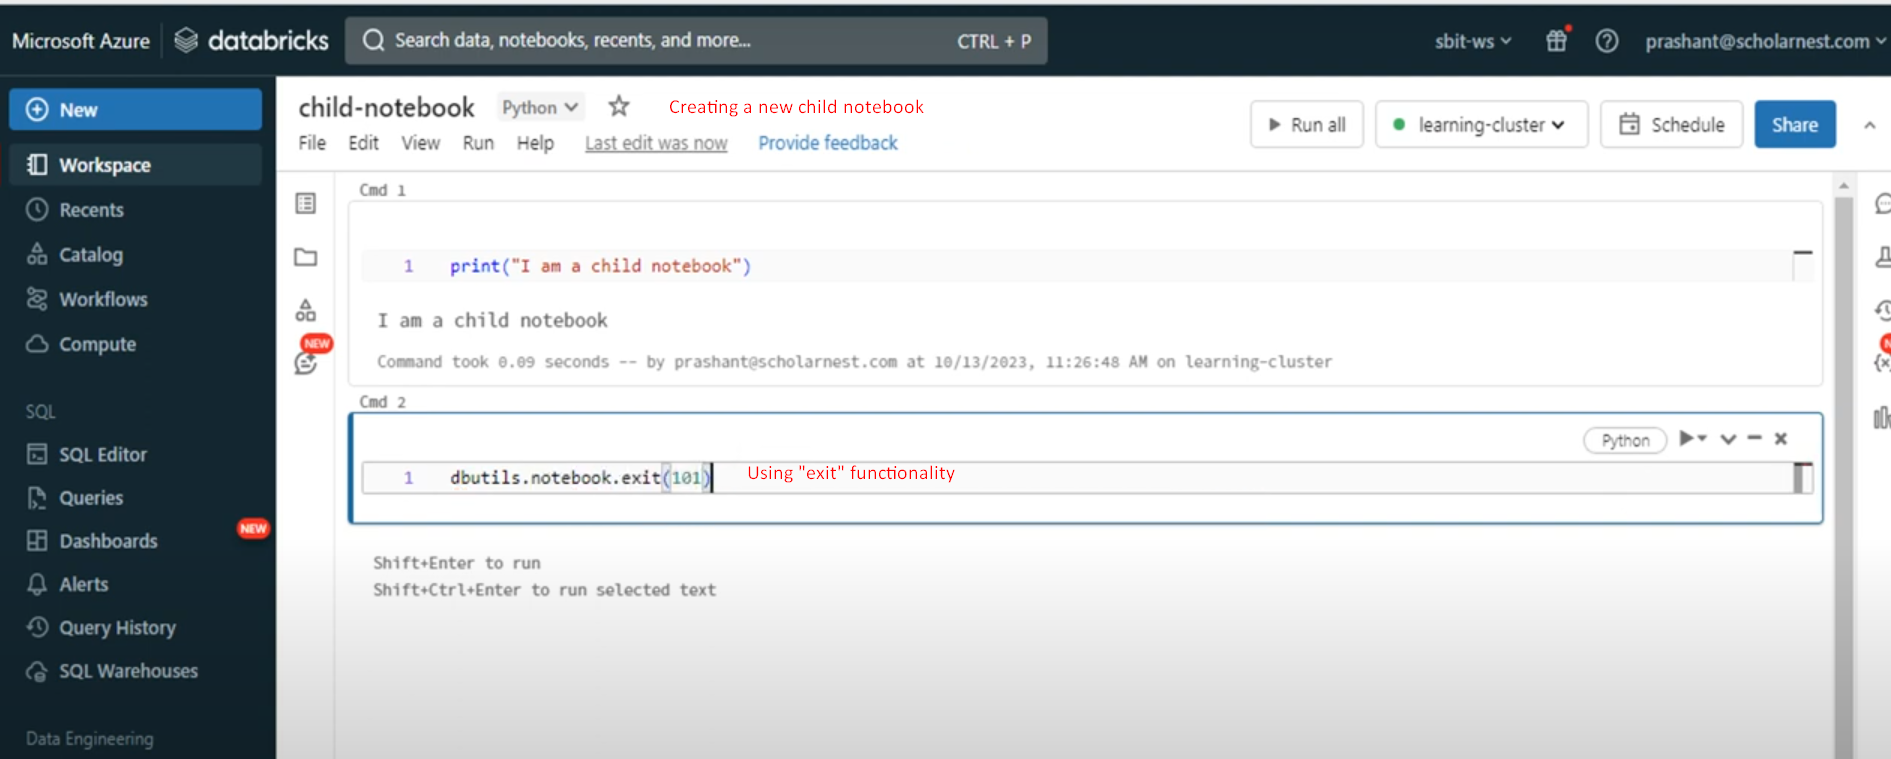 Microsoft Azure databricks Search data, notebooks, recents, and more... CTRL + P sbit-ws prashant@scholarnest.com
New
Workspace
Recents
Catalog
Workflows
Compute
SQL
SQL Editor
Queries
Dashboards NEW
Alerts
Query History
SQL Warehouses
Data Engineering
child-notebook Python Creating a new child notebook
File Edit View Run Help Last edit was now Provide feedback
Run all learning-cluster Schedule Share
NEW
Cmd 1
1 print("I am a child notebook")
I am a child notebook
Command took 0.09 seconds -- by prashant@scholarnest.com at 10/13/2023, 11:26:48 AM on learning-cluster
Cmd 2
Python
1 dbutils.notebook.exit(101) Using "exit" functionality
Shift+Enter to run
Shift+Ctrl+Enter to run selected text